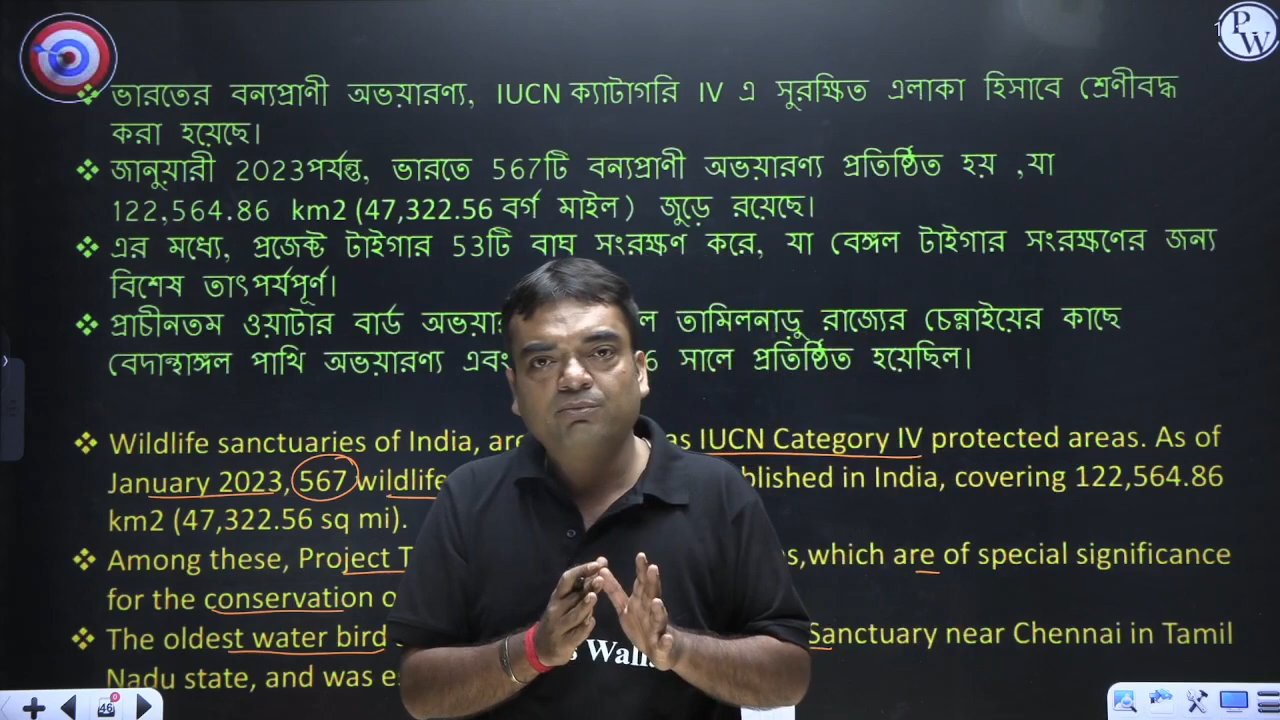 PW
ভারতের বন্যপ্রাণী অভয়ারণ্য, IUCN ক্যাটাগরি IV এ সুরক্ষিত এলাকা হিসাবে শ্রেণীবদ্ধ
করা হয়েছে।
জানুয়ারী 2023পর্যন্ত, ভারতে 567টি বন্যপ্রাণী অভয়ারণ্য প্রতিষ্ঠিত হয় ,যা
122,564.86 km2 (47,322.56 বর্গ মাইল) জুড়ে রয়েছে।
এর মধ্যে, প্রজেক্ট টাইগার 53টি বাঘ সংরক্ষণ করে, যা বেঙ্গল টাইগার সংরক্ষণের জন্য
বিশেষ তাৎপর্যপূর্ণ।
প্রাচীনতম ওয়াটার বার্ড তামিলনাড়ু রাজ্যের চেন্নাইয়ের কাছে
বেদান্থাঙ্গল পাখি অভয়ারণ্য এবং 6 সালে প্রতিষ্ঠিত হয়েছিল।
Wildlife sanctuaries of India, are as IUCN Category IV protected areas. As of
January 2023, 567 wildlife in India, covering 122,564.86
km2 (47,322.56 sq mi).
Among these, Project which are of special significance
for the conservation
The oldest water bird Sanctuary near Chennai in Tamil
Nadu state, and was
46